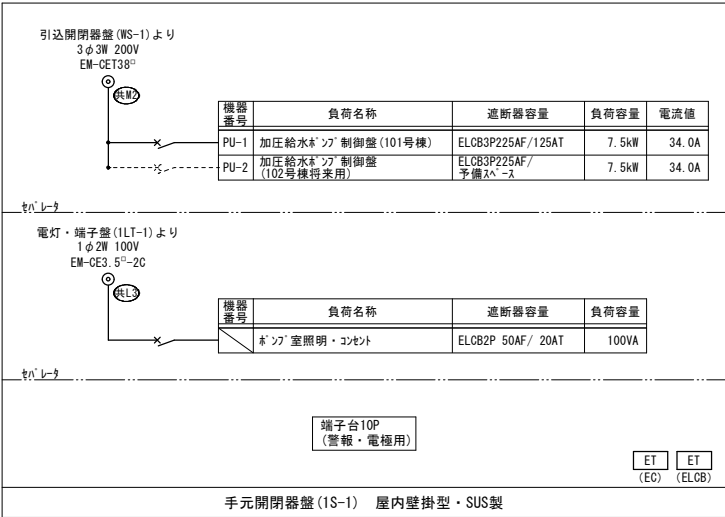 引込開閉器盤(WS-1)より
3φ3W 200V
EM-CET38□
共M2
機器番号 負荷名称 遮断器容量 負荷容量 電流値
PU-1 加圧給水ﾎﾟﾝﾌﾟ制御盤(101号棟) ELCB3P225AF/125AT 7.5kW 34.0A
PU-2 加圧給水ﾎﾟﾝﾌﾟ制御盤
(102号棟将来用) ELCB3P225AF/
予備ｽﾍﾟｰｽ 7.5kW 34.0A
ｾﾊﾟﾚｰﾀ
電灯・端子盤(1LT-1)より
1φ2W 100V
EM-CE3.5□-2C
共L3
機器番号 負荷名称 遮断器容量 負荷容量
ﾎﾟﾝﾌﾟ室照明・ｺﾝｾﾝﾄ ELCB2P 50AF/ 20AT 100VA
ｾﾊﾟﾚｰﾀ
端子台10P
(警報・電極用)
ET ET
(EC) (ELCB)
手元開閉器盤(1S-1) 屋内壁掛型・SUS製